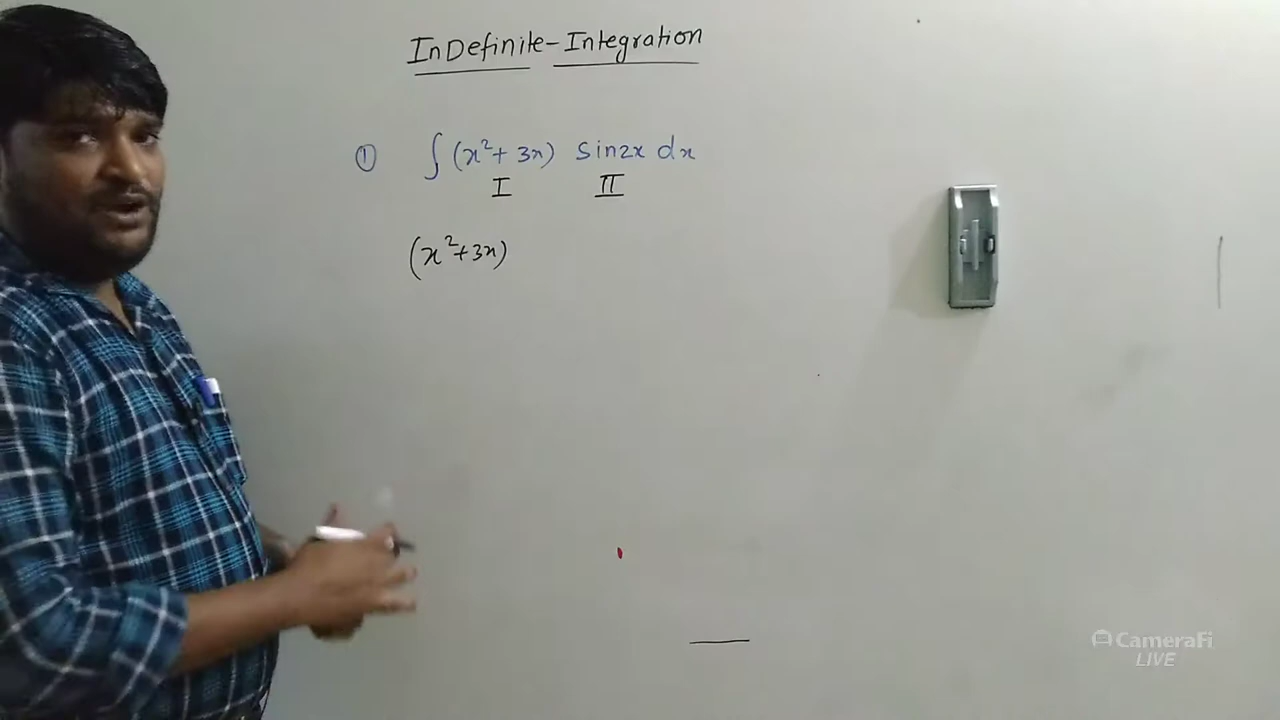 InDefinite-Integration
① ∫ (x²+ 3x) sin2x dx
I II
(x²+3x)
CameraFi
LIVE